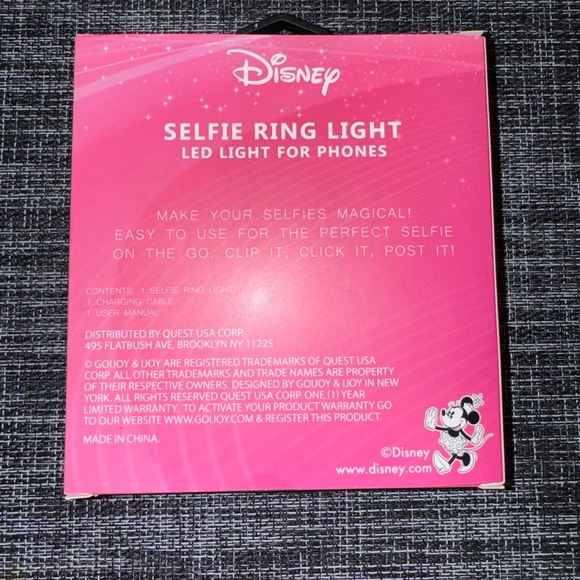 Disney
SELFIE RING LIGHT
LED LIGHT FOR PHONES
MAKE YOUR SELFIES MAGICAL!
EASY TO USE FOR THE PERFECT SELFIE
ON THE GO. CLIP IT, CLICK IT, POST IT!
CONTENTS: 1 SELFIE RING LIGHT
1 CHARGING CABLE
1 USER MANUAL
DISTRIBUTED BY QUEST USA CORP.
495 FLATBUSH AVE, BROOKLYN NY 11225
© GOIJOY & IJOY ARE REGISTERED TRADEMARKS OF QUEST USA
CORP. ALL OTHER TRADEMARKS AND TRADE NAMES ARE PROPERTY
OF THEIR RESPECTIVE OWNERS. DESIGNED BY GOIJOY & IJOY IN NEW
YORK. ALL RIGHTS RESERVED QUEST USA CORP. ONE (1) YEAR
LIMITED WARRANTY. TO ACTIVATE YOUR PRODUCT WARRANTY GO
TO OUR WEBSITE WWW.GOIJOY.COM & REGISTER THIS PRODUCT.
MADE IN CHINA.
©Disney
www.disney.com